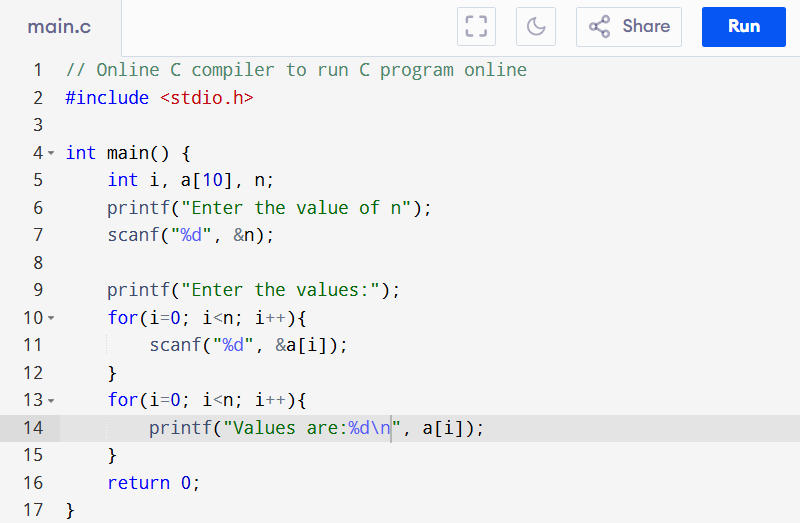 main.c Share Run
1 // Online C compiler to run C program online
2 #include <stdio.h>
3
4 int main() {
5     int i, a[10], n;
6     printf("Enter the value of n");
7     scanf("%d", &n);
8
9     printf("Enter the values:");
10     for(i=0; i<n; i++){
11         scanf("%d", &a[i]);
12     }
13     for(i=0; i<n; i++){
14         printf("Values are:%d\n", a[i]);
15     }
16     return 0;
17 }